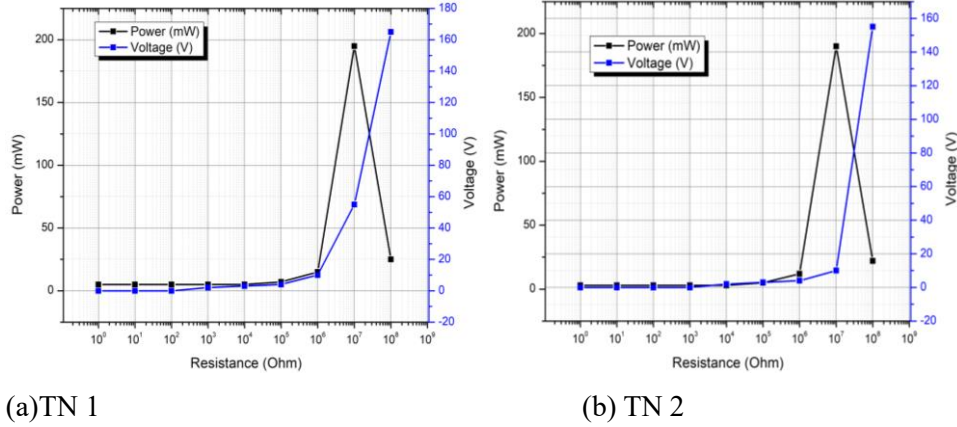 Power (mW)
Voltage (V)
200
150
100
50
0
Power (mW)
180
160
140
120
100
80
60
40
20
0
-20
Voltage (V)
10⁰ 10¹ 10² 10³ 10⁴ 10⁵ 10⁶ 10⁷ 10⁸ 10⁹
Resistance (Ohm)
(a)TN 1
Power (mW)
Voltage (V)
200
150
100
50
0
Power (mW)
160
140
120
100
80
60
40
20
0
-20
Voltage (V)
10⁰ 10¹ 10² 10³ 10⁴ 10⁵ 10⁶ 10⁷ 10⁸ 10⁹
Resistance (Ohm)
(b) TN 2